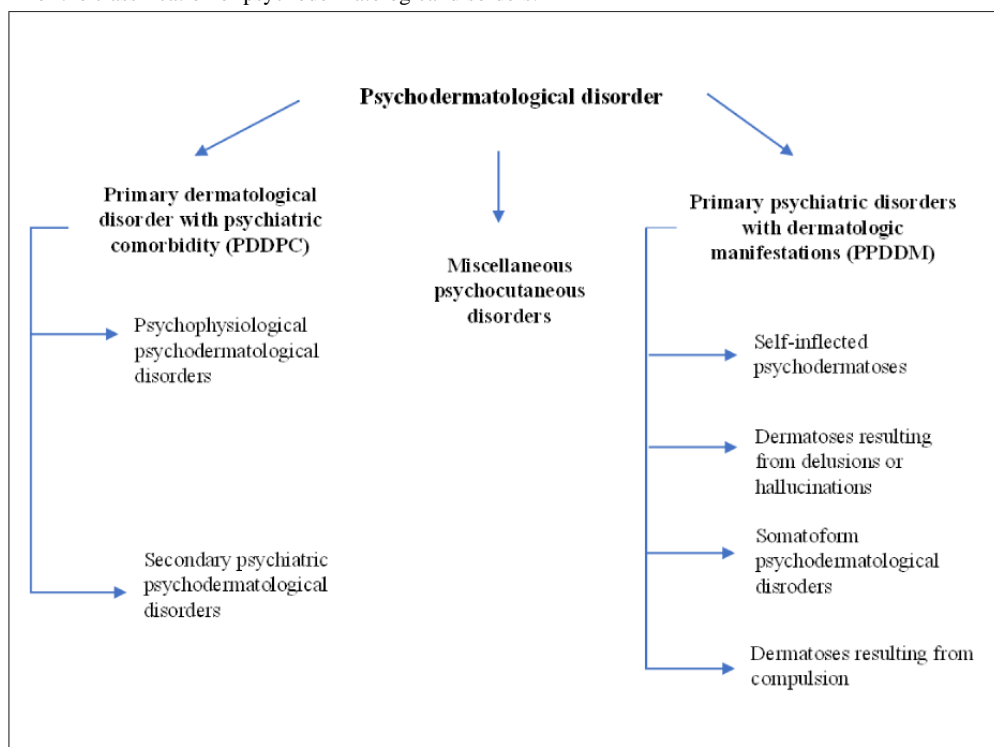 Psychodermatological disorder
Primary dermatological
disorder with psychiatric
comorbidity (PDDPC)
Psychophysiological
psychodermatological
disorders
Secondary psychiatric
psychodermatological
disorders
Miscellaneous
psychocutaneous
disorders
Primary psychiatric disorders
with dermatologic
manifestations (PPDDM)
Self-inflected
psychodermatoses
Dermatoses resulting
from delusions or
hallucinations
Somatoform
psychodermatological
disroders
Dermatoses resulting from
compulsion